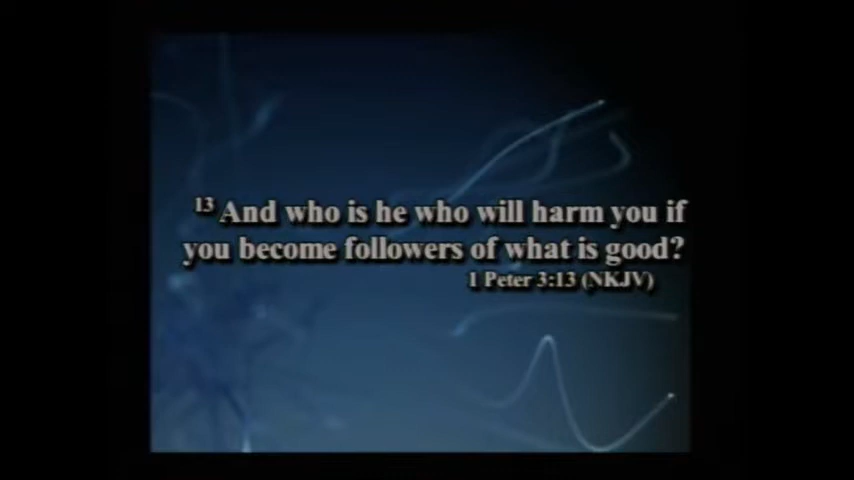 13 And who is he who will harm you if
you become followers of what is good?
1 Peter 3:13 (NKJV)